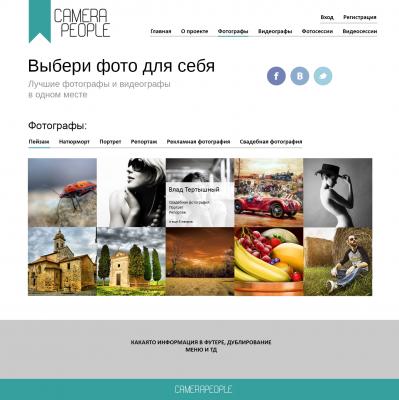 CAMERA
PEOPLE
Вход Регистрация
Главная О проекте Фотографы Видеографы Фотосессии Видеосессии
Выбери фото для себя
Лучшие фотографы и видеографы
в одном месте
Фотографы:
Пейзаж Натюрморт Портрет Репортаж Рекламная фотография Свадебная фотография
Влад Тертышный
Свадебная фотография
Портрет
Репортаж
КАКАЯТО ИНФОРМАЦИЯ В ФУТЕРЕ, ДУБЛИРОВАНИЕ
МЕНЮ И ТД
CAMERAPEOPLE